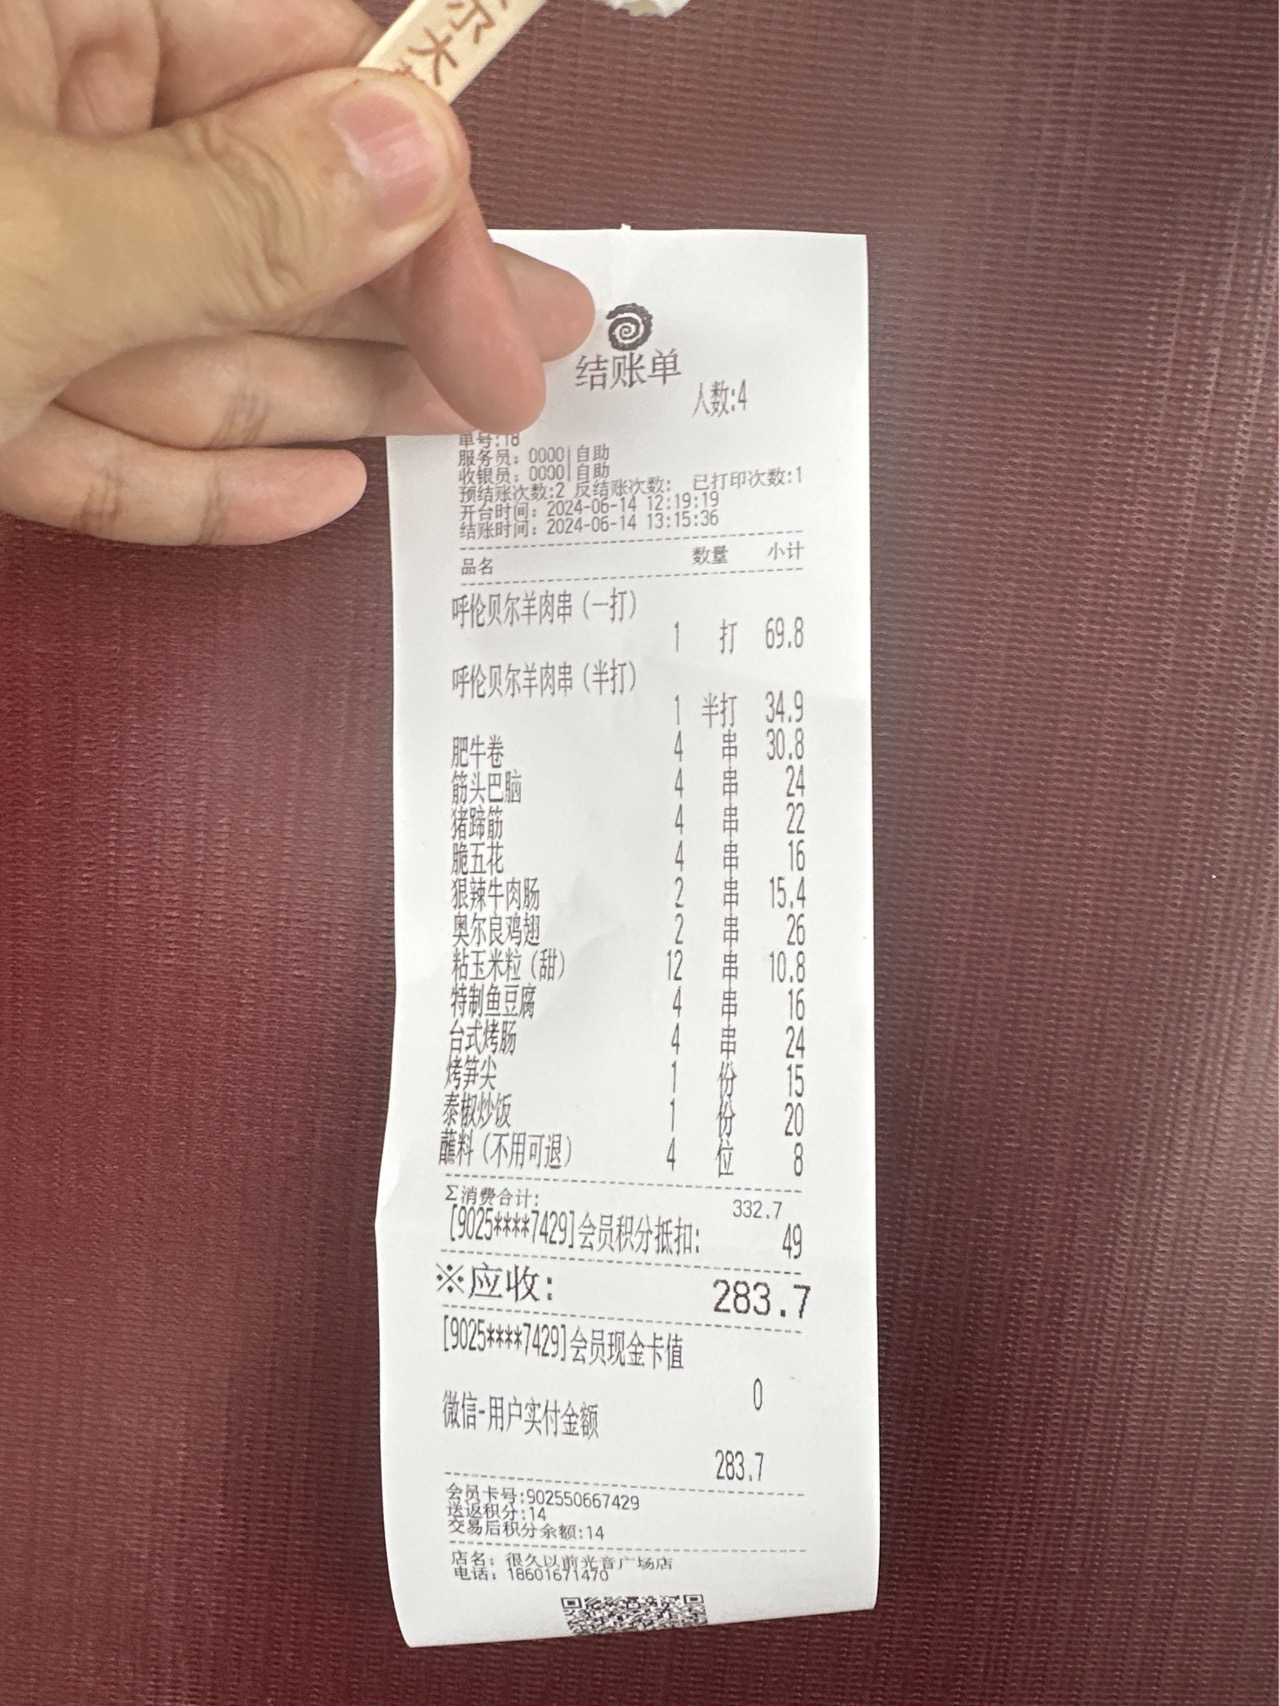 尔大
结账单
人数:4
单号:18
服务员: 0000|自助
收银员: 0000|自助
预结账次数:2 反结账次数: 已打印次数:1
开台时间: 2024-06-14 12:19:19
结账时间: 2024-06-14 13:15:36
品名 数量 小计
呼伦贝尔羊肉串(一打)
1 打 69.8
呼伦贝尔羊肉串(半打)
1 半打 34.9
肥牛卷 4 串 30.8
筋头巴脑 4 串 24
猪蹄筋 4 串 22
脆五花 4 串 16
狠辣牛肉肠 2 串 15.4
奥尔良鸡翅 2 串 26
粘玉米粒(甜) 12 串 10.8
特制鱼豆腐 4 串 16
台式烤肠 4 串 24
烤笋尖 1 份 15
泰椒炒饭 1 份 20
蘸料(不用可退) 4 位 8
Σ消费合计: 332.7
[9025****7429]会员积分抵扣: 49
※应收: 283.7
[9025****7429]会员现金卡值
0
微信-用户实付金额
283.7
会员卡号:902550667429
送返积分:14
交易后积分余额:14
店名: 很久以前光音广场店
电话: 18601671470